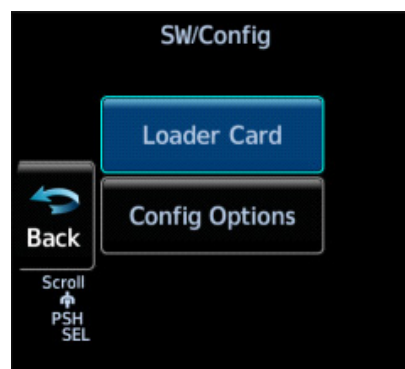 SW/Config
Loader Card
Config Options
Back
Scroll
PSH
SEL